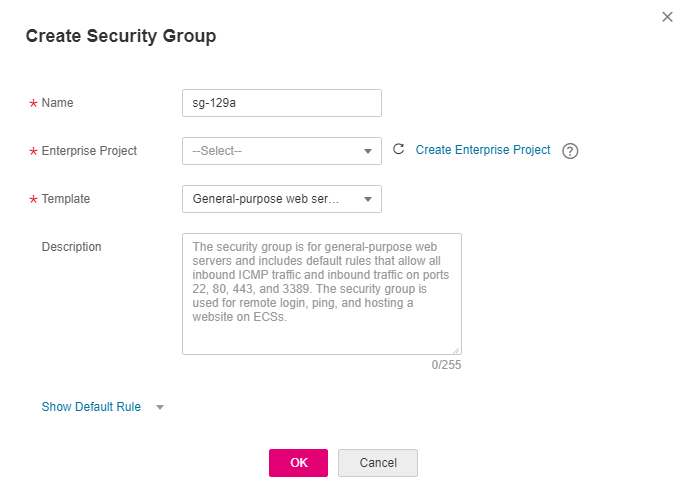 Create Security Group
* Name
sg-129a
* Enterprise Project
--Select--
Create Enterprise Project
?
* Template
General-purpose web ser...
Description
The security group is for general-purpose web
servers and includes default rules that allow all
inbound ICMP traffic and inbound traffic on ports
22, 80, 443, and 3389. The security group is
used for remote login, ping, and hosting a
website on ECSs.
0/255
Show Default Rule
OK
Cancel